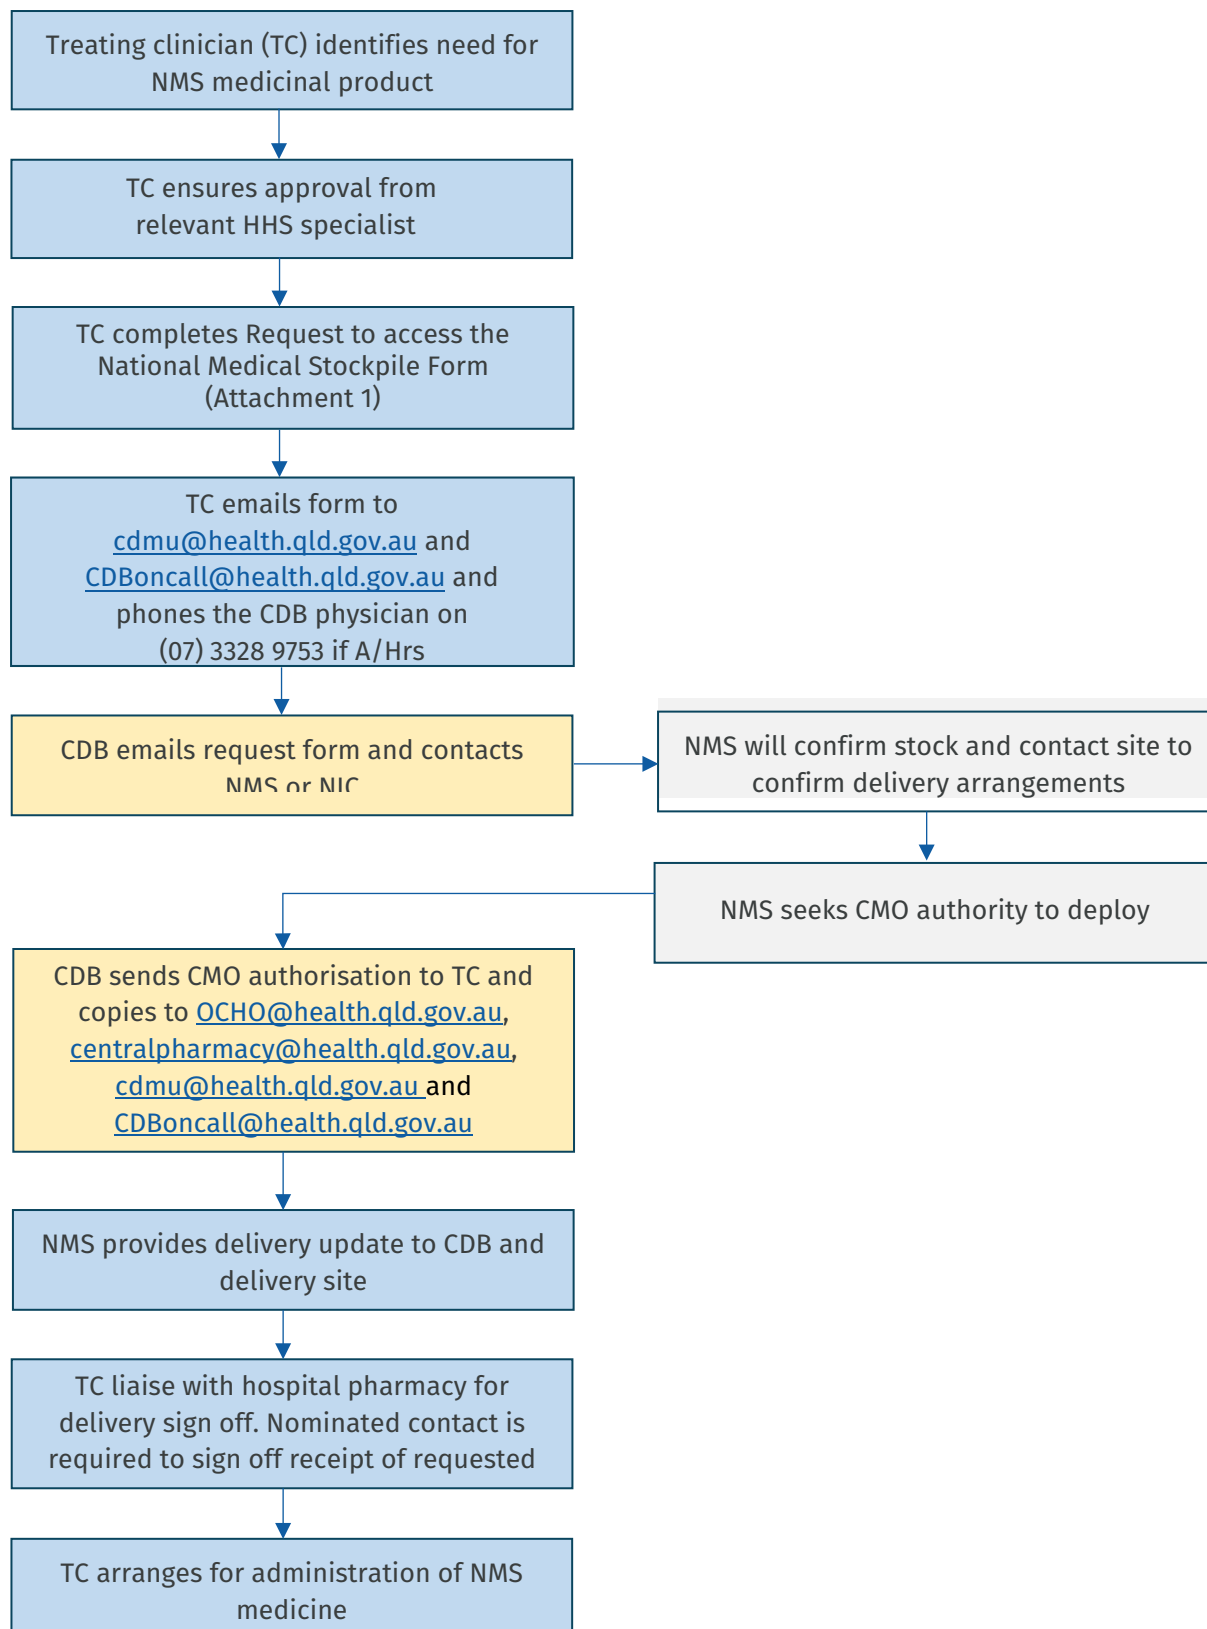 Treating clinician (TC) identifies need for
NMS medicinal product
TC ensures approval from
relevant HHS specialist
TC completes Request to access the
National Medical Stockpile Form
(Attachment 1)
TC emails form to
cdmu@health.qld.gov.au and
CDBoncall@health.qld.gov.au and
phones the CDB physician on
(07) 3328 9753 if A/Hrs
CDB emails request form and contacts
NMS or NIC
NMS will confirm stock and contact site to
confirm delivery arrangements
NMS seeks CMO authority to deploy
CDB sends CMO authorisation to TC and
copies to OCHO@health.qld.gov.au,
centralpharmacy@health.qld.gov.au,
cdmu@health.qld.gov.au and
CDBoncall@health.qld.gov.au
NMS provides delivery update to CDB and
delivery site
TC liaise with hospital pharmacy for
delivery sign off. Nominated contact is
required to sign off receipt of requested
TC arranges for administration of NMS
medicine